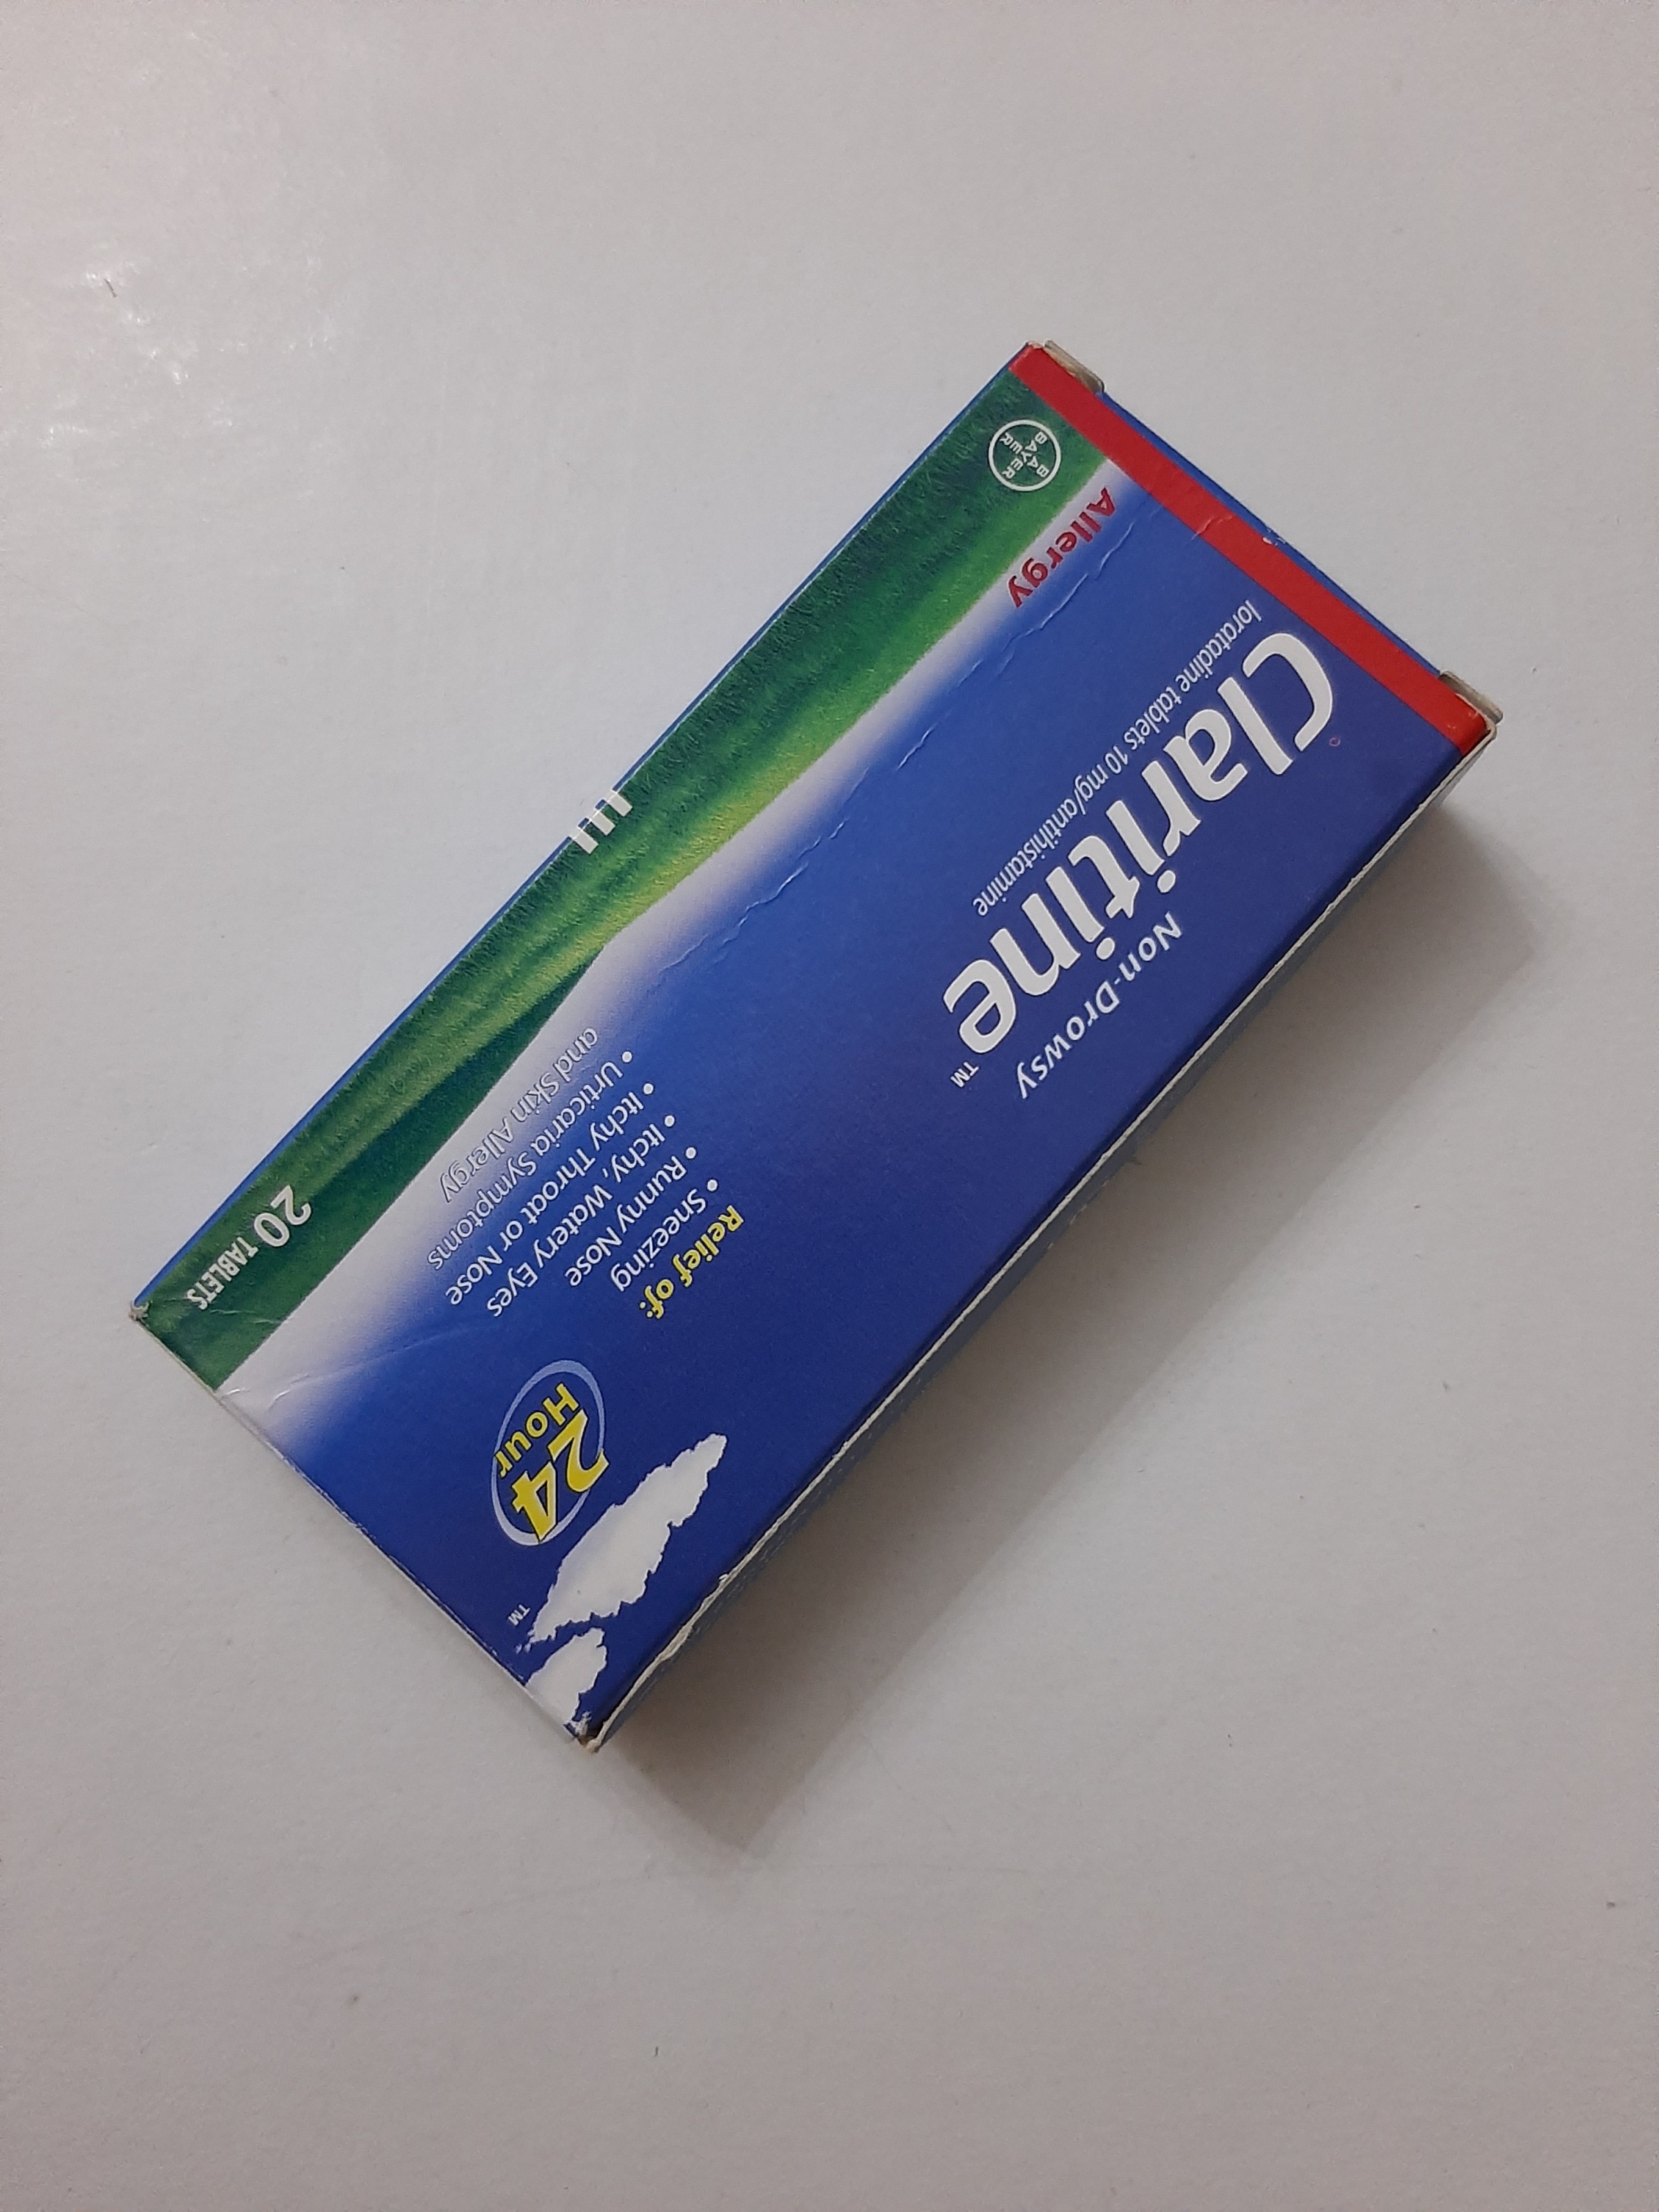 Non-Drowsy
Claritine™
loratadine tablets 10 mg/antihistamine
Allergy
BAYER
BAYER
Relief of:
• Sneezing
• Runny Nose
• Itchy, Watery Eyes
• Itchy Throat or Nose
• Urticaria Symptoms
and Skin Allergy
24
Hour
TM
20 TABLETS